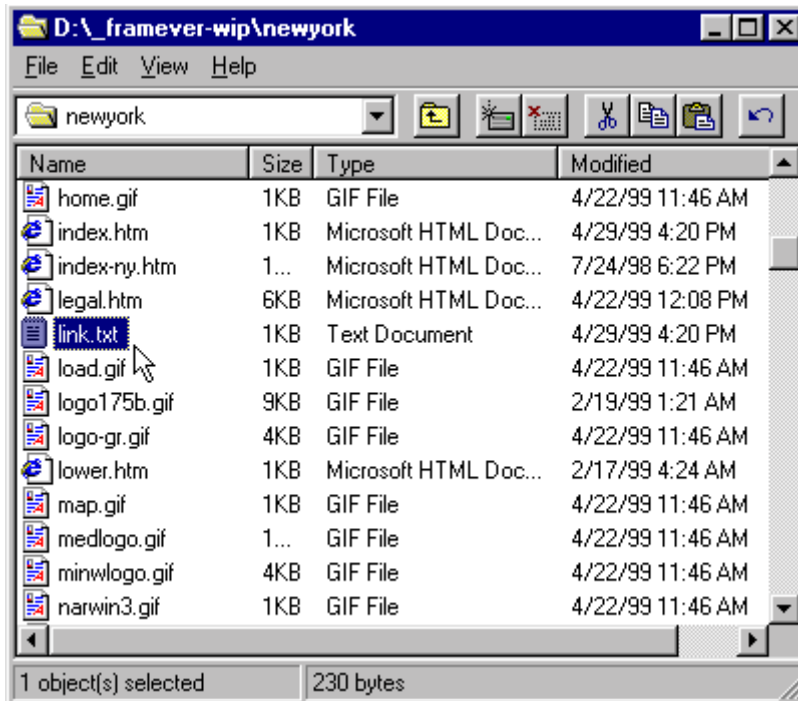 D:\_framever-wip\newyork
File Edit View Help
newyork
Name Size Type Modified
home.gif 1KB GIF File 4/22/99 11:46 AM
index.htm 1KB Microsoft HTML Doc... 4/29/99 4:20 PM
index-ny.htm 1... Microsoft HTML Doc... 7/24/98 6:22 PM
legal.htm 6KB Microsoft HTML Doc... 4/22/99 12:08 PM
link.txt 1KB Text Document 4/29/99 4:20 PM
load.gif 1KB GIF File 4/22/99 11:46 AM
logo175b.gif 9KB GIF File 2/19/99 1:21 AM
logo-gr.gif 4KB GIF File 4/22/99 11:46 AM
lower.htm 1KB Microsoft HTML Doc... 2/17/99 4:24 AM
map.gif 1KB GIF File 4/22/99 11:46 AM
medlogo.gif 1... GIF File 4/22/99 11:46 AM
minwlogo.gif 4KB GIF File 4/22/99 11:46 AM
narwin3.gif 1KB GIF File 4/22/99 11:46 AM
1 object(s) selected 230 bytes